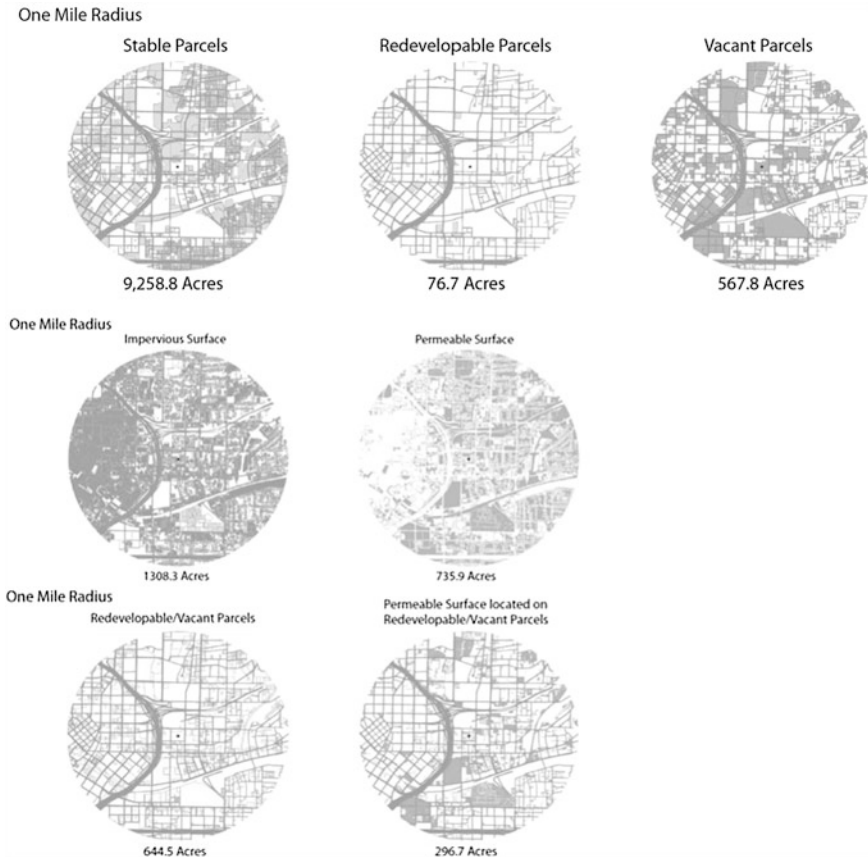 One Mile Radius
Stable Parcels
Redevelopable Parcels
Vacant Parcels
9,258.8 Acres
76.7 Acres
567.8 Acres
One Mile Radius
Impervious Surface
Permeable Surface
1308.3 Acres
735.9 Acres
One Mile Radius
Redevelopable/Vacant Parcels
Permeable Surface located on
Redevelopable/Vacant Parcels
644.5 Acres
296.7 Acres